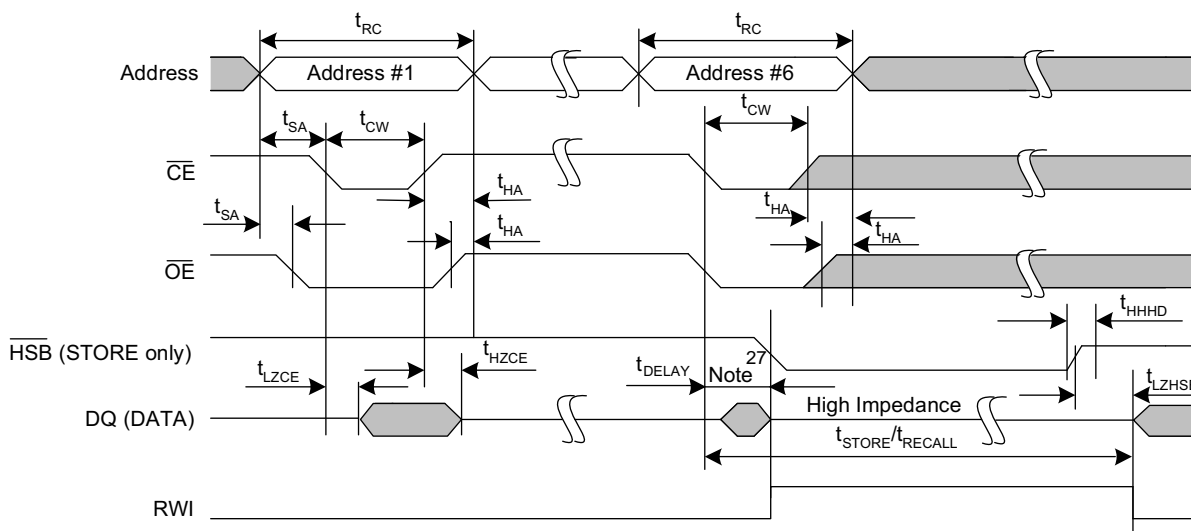 tRC
tRC
Address
Address #1
Address #6
tSA
tCW
tCW
CE
tHA
tSA
tHA
tHA
tHA
OE
tHHHD
HSB (STORE only)
tHZCE
27
tLZCE
tDELAY
Note
tLZHSB
DQ (DATA)
High Impedance
tSTORE/tRECALL
RWI